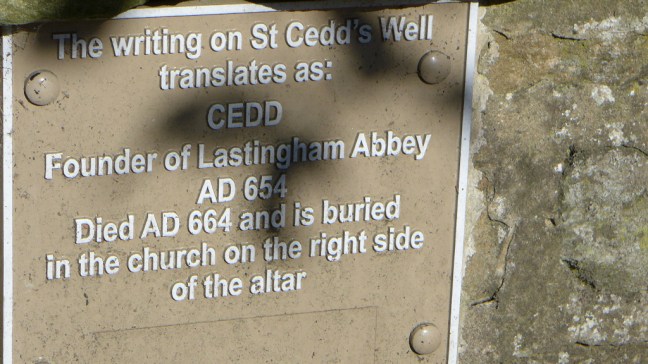 The writing on St Cedd's Well
translates as:
CEDD
Founder of Lastingham Abbey
AD 654
Died AD 664 and is buried
in the church on the right side
of the altar